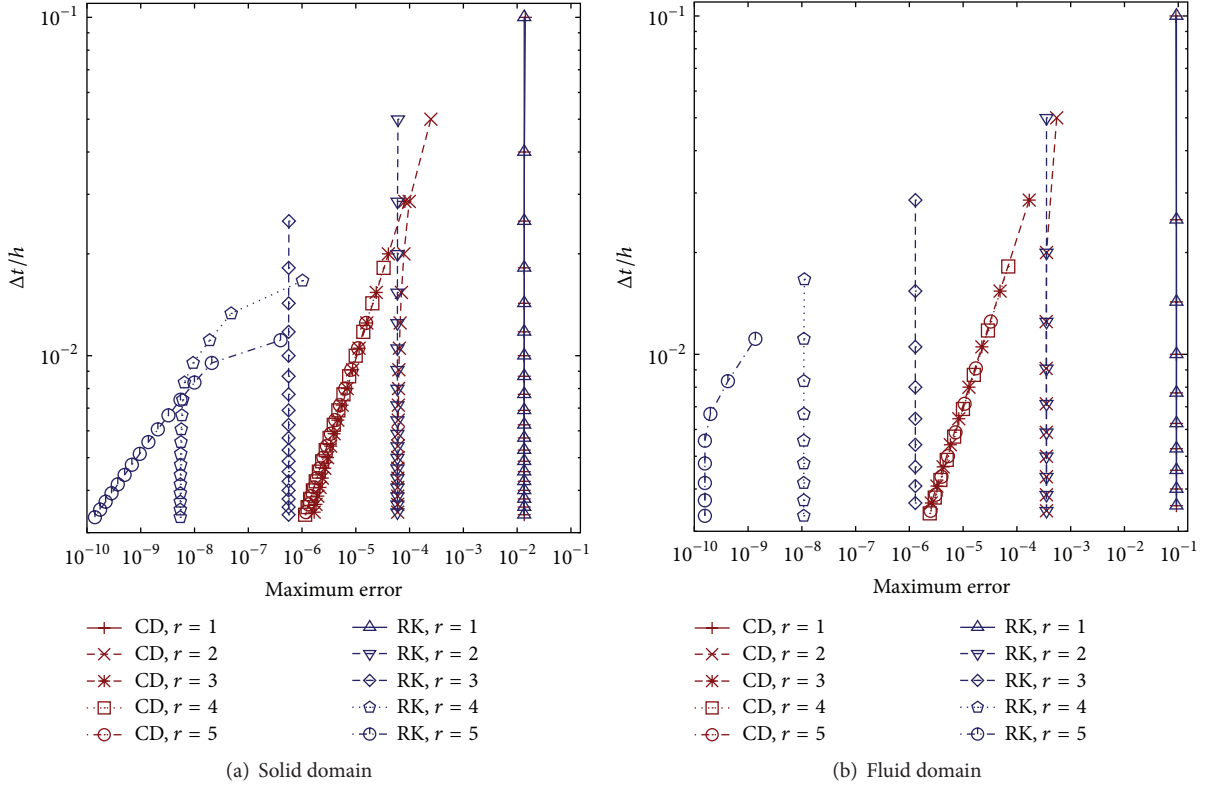 10⁻¹
10⁻²
Δt/h
10⁻¹⁰ 10⁻⁹ 10⁻⁸ 10⁻⁷ 10⁻⁶ 10⁻⁵ 10⁻⁴ 10⁻³ 10⁻² 10⁻¹
Maximum error
CD, r = 1
CD, r = 2
CD, r = 3
CD, r = 4
CD, r = 5
RK, r = 1
RK, r = 2
RK, r = 3
RK, r = 4
RK, r = 5
(a) Solid domain
10⁻¹
10⁻²
Δt/h
10⁻¹⁰ 10⁻⁹ 10⁻⁸ 10⁻⁷ 10⁻⁶ 10⁻⁵ 10⁻⁴ 10⁻³ 10⁻² 10⁻¹
Maximum error
CD, r = 1
CD, r = 2
CD, r = 3
CD, r = 4
CD, r = 5
RK, r = 1
RK, r = 2
RK, r = 3
RK, r = 4
RK, r = 5
(b) Fluid domain